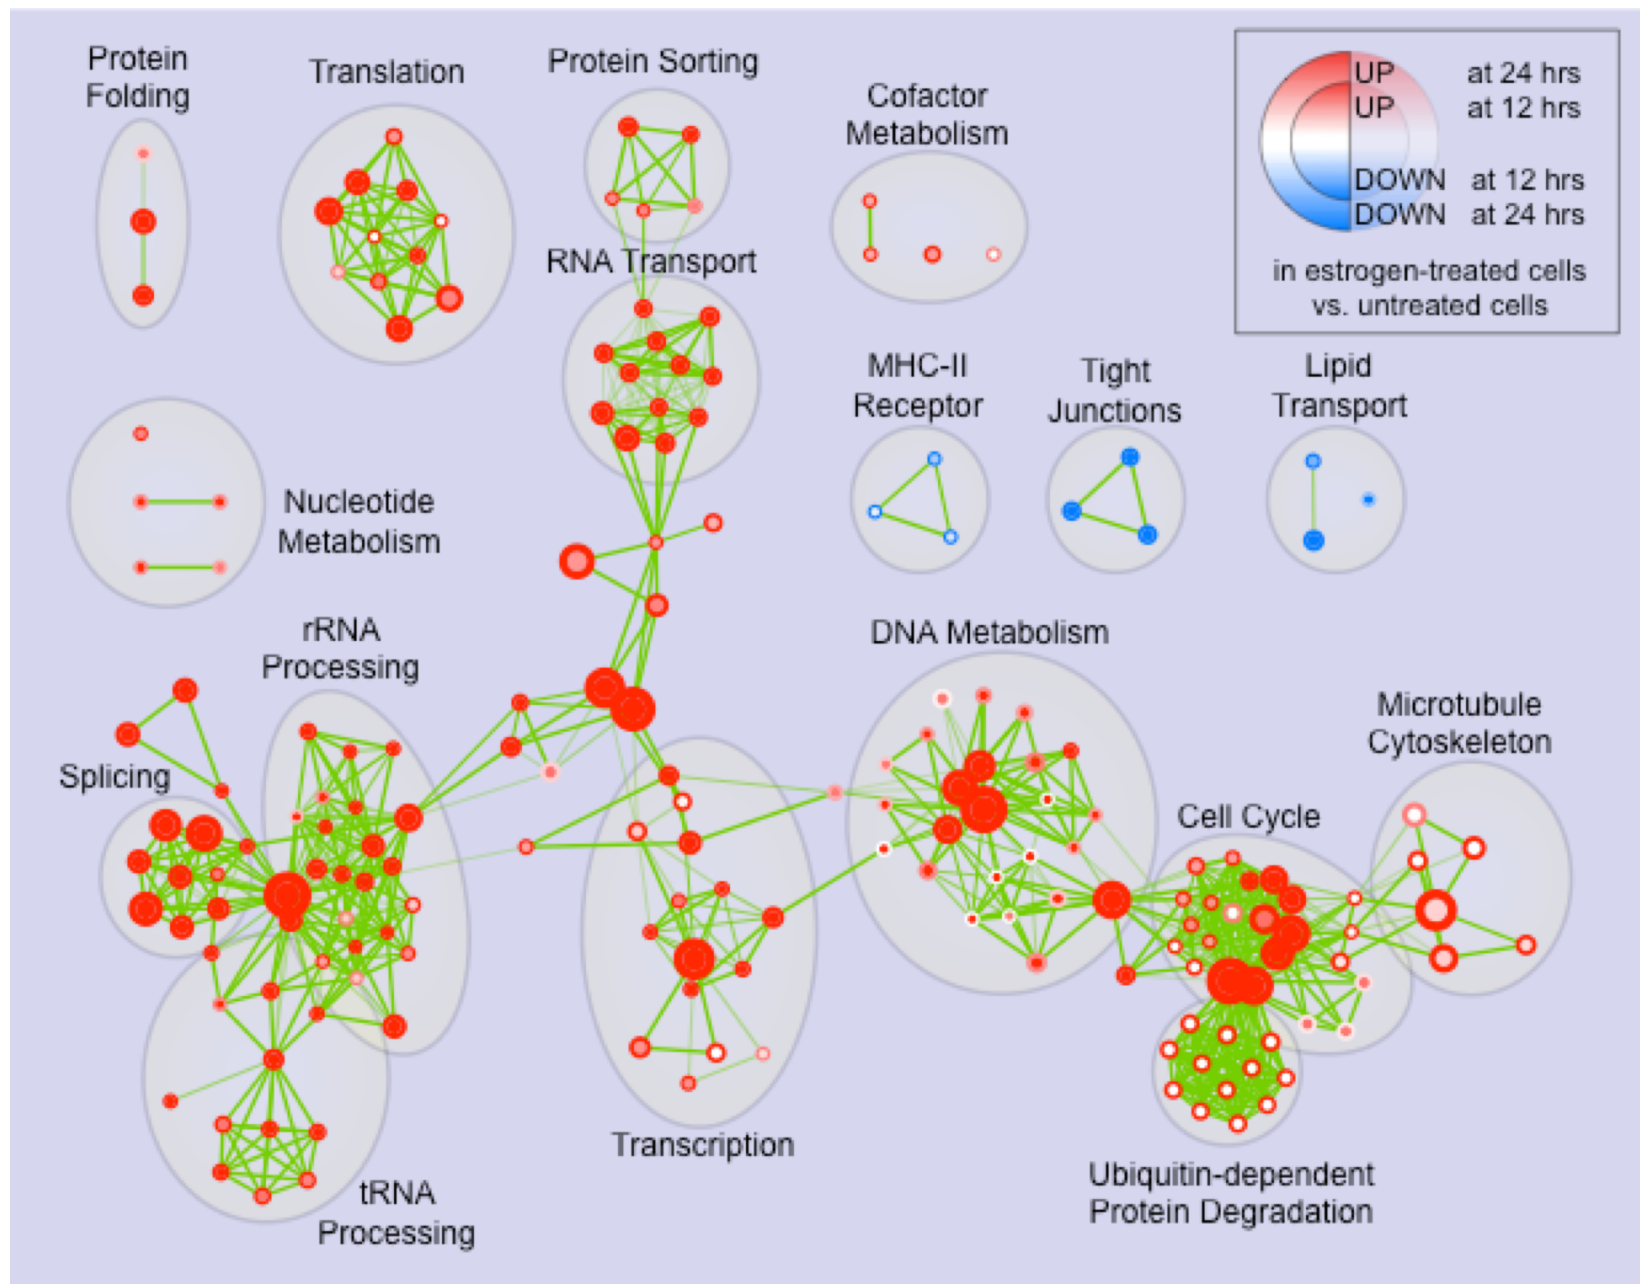 Protein
Folding
Translation
Protein Sorting
Cofactor
Metabolism
UP at 24 hrs
UP at 12 hrs
DOWN at 12 hrs
DOWN at 24 hrs
in estrogen-treated cells
vs. untreated cells
RNA Transport
MHC-II
Receptor
Tight
Junctions
Lipid
Transport
Nucleotide
Metabolism
rRNA
Processing
DNA Metabolism
Microtubule
Cytoskeleton
Splicing
Cell Cycle
Transcription
Ubiquitin-dependent
Protein Degradation
tRNA
Processing